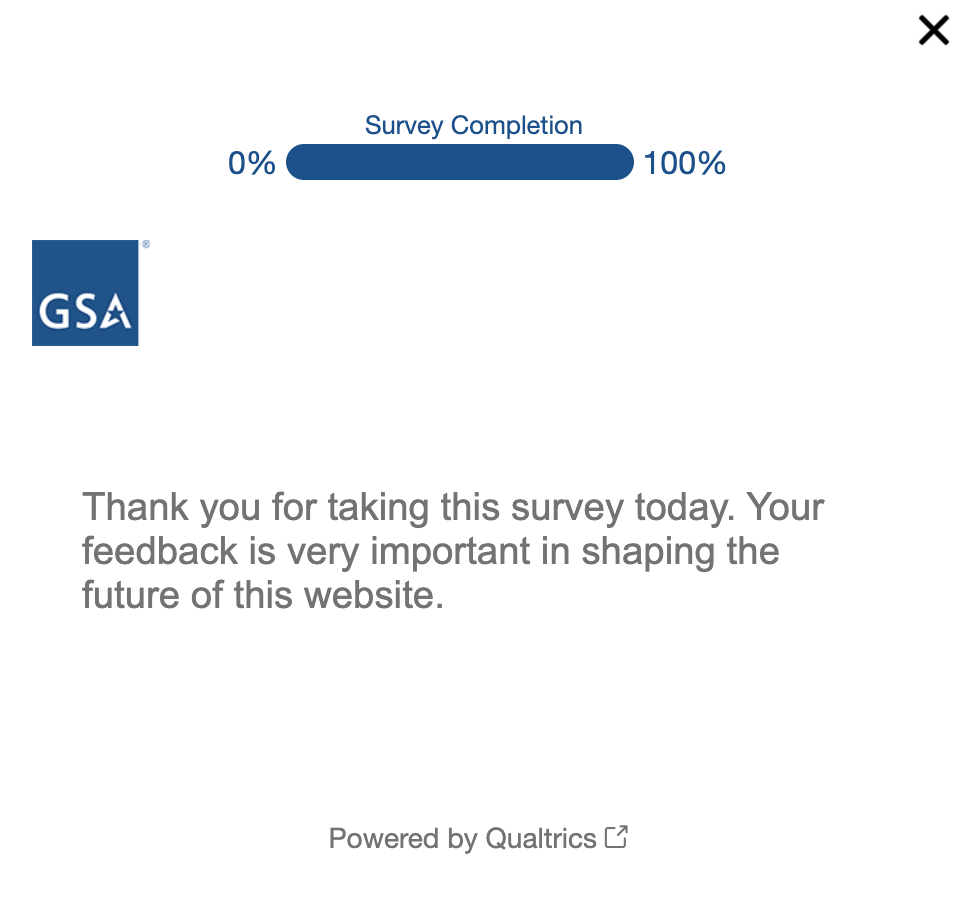 Survey Completion
0% 100%
GSA®
Thank you for taking this survey today. Your
feedback is very important in shaping the
future of this website.
Powered by Qualtrics